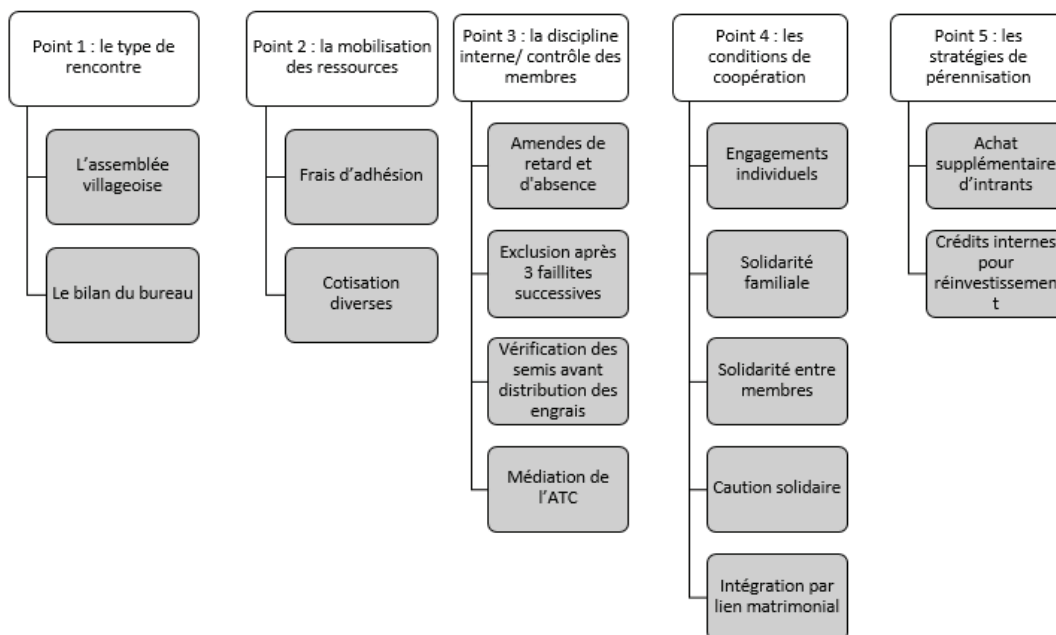 Point 1 : le type de
rencontre
L'assemblée
villageoise
Le bilan du bureau
Point 2 : la mobilisation
des ressources
Frais d'adhésion
Cotisation
diverses
Point 3 : la discipline
interne/ contrôle des
membres
Amendes de
retard et
d'absence
Exclusion après
3 faillites
successives
Vérification des
semis avant
distribution des
engrais
Médiation de
l'ATC
Point 4 : les
conditions de
coopération
Engagements
individuels
Solidarité
familiale
Solidarité entre
membres
Caution solidaire
Intégration par
lien matrimonial
Point 5 : les
stratégies de
pérennisation
Achat
supplémentaire
d'intrants
Crédits internes
pour
réinvestissemen
t